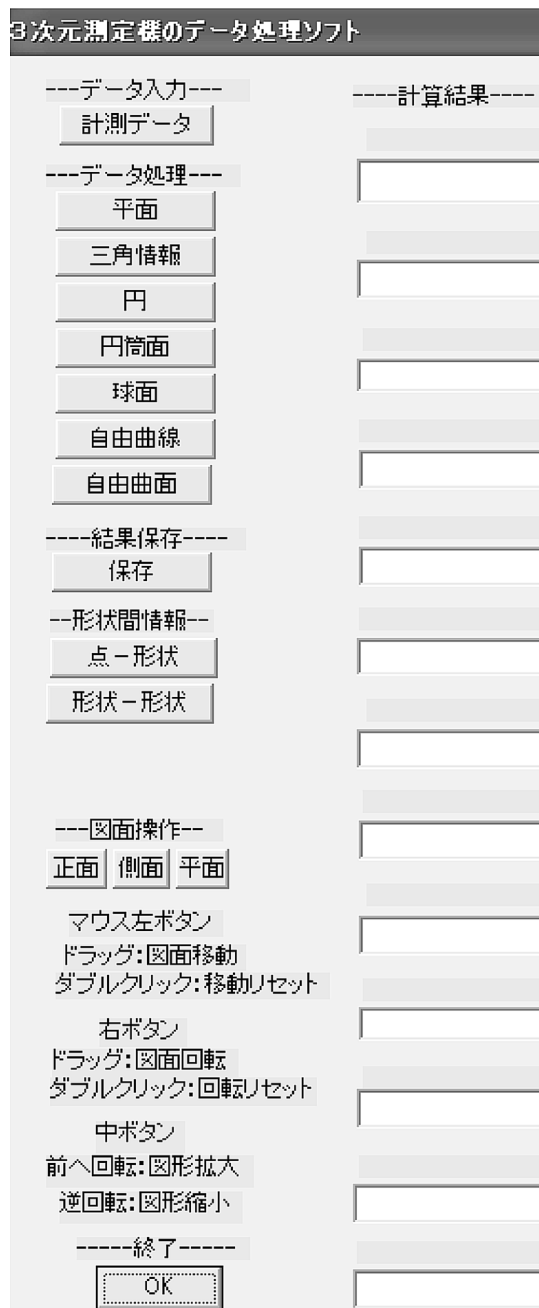 3次元測定機のデータ処理ソフト
---データ入力---
----計算結果----
計測データ
---データ処理---
平面
三角情報
円
円筒面
球面
自由曲線
自由曲面
----結果保存----
保存
--形状間情報--
点－形状
形状－形状
---図面操作--
正面 側面 平面
マウス左ボタン
ドラッグ:図面移動
ダブルクリック:移動リセット
右ボタン
ドラッグ:図面回転
ダブルクリック:回転リセット
中ボタン
前へ回転:図形拡大
逆回転:図形縮小
-----終了------
OK